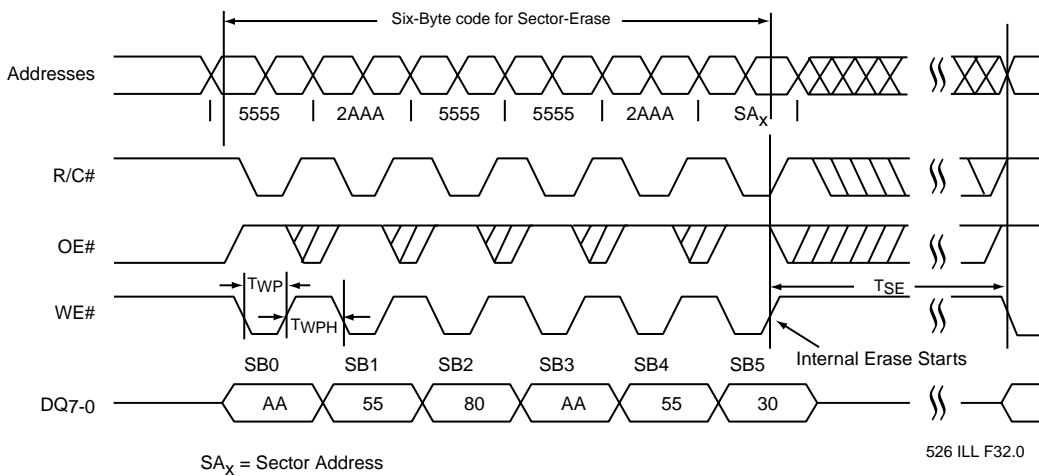 Six-Byte code for Sector-Erase
Addresses
5555 2AAA 5555 5555 2AAA SAx
R/C#
OE#
TWP
TSE
WE#
TWPH
Internal Erase Starts
SB0 SB1 SB2 SB3 SB4 SB5
DQ7-0 AA 55 80 AA 55 30
526 ILL F32.0
SAx = Sector Address